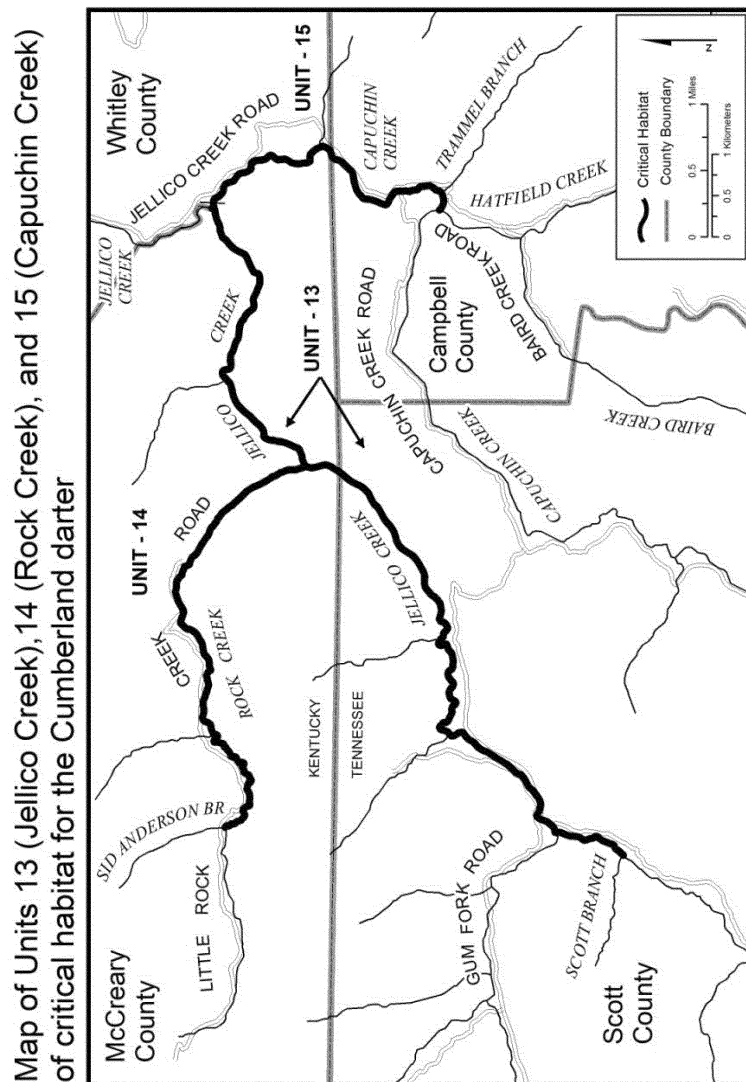 Map of Units 13 (Jellico Creek),14 (Rock Creek), and 15 (Capuchin Creek)
of critical habitat for the Cumberland darter
McCreary
County
Whitley
County
JELLICO
CREEK
JELLICO CREEK ROAD
UNIT - 15
UNIT - 14
SID ANDERSON BR
LITTLE ROCK
CREEK
ROAD
ROCK CREEK
JELLICO
CREEK
UNIT - 13
KENTUCKY
TENNESSEE
CAPUCHIN
CREEK
TRAMMEL BRANCH
HATFIELD CREEK
JELLICO CREEK
CAPUCHIN CREEK ROAD
Campbell
County
BAIRD CREEK ROAD
CAPUCHIN CREEK
BAIRD CREEK
GUM FORK ROAD
SCOTT BRANCH
Scott
County
Critical Habitat
County Boundary
0 0.5 1 Miles
0 0.5 1 Kilometers
N